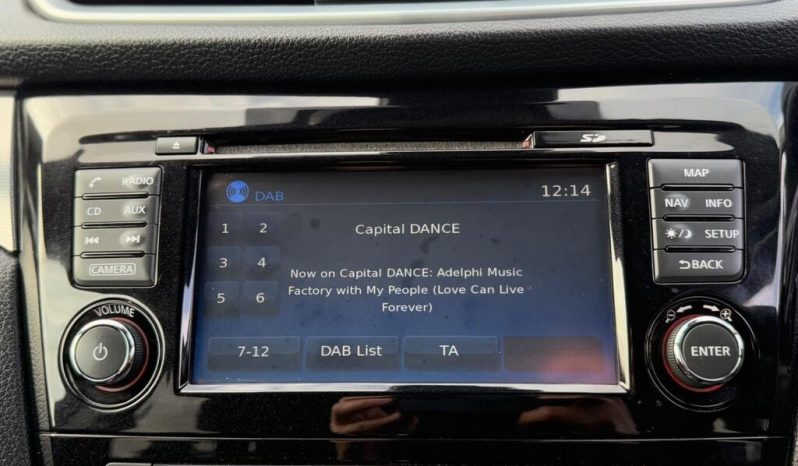 SD
RADIO
CD AUX
CAMERA
VOLUME
DAB
12:14
1 2
3 4
5 6
Capital DANCE
Now on Capital DANCE: Adelphi Music
Factory with My People (Love Can Live
Forever)
7-12
DAB List
TA
MAP
NAV INFO
SETUP
BACK
ENTER